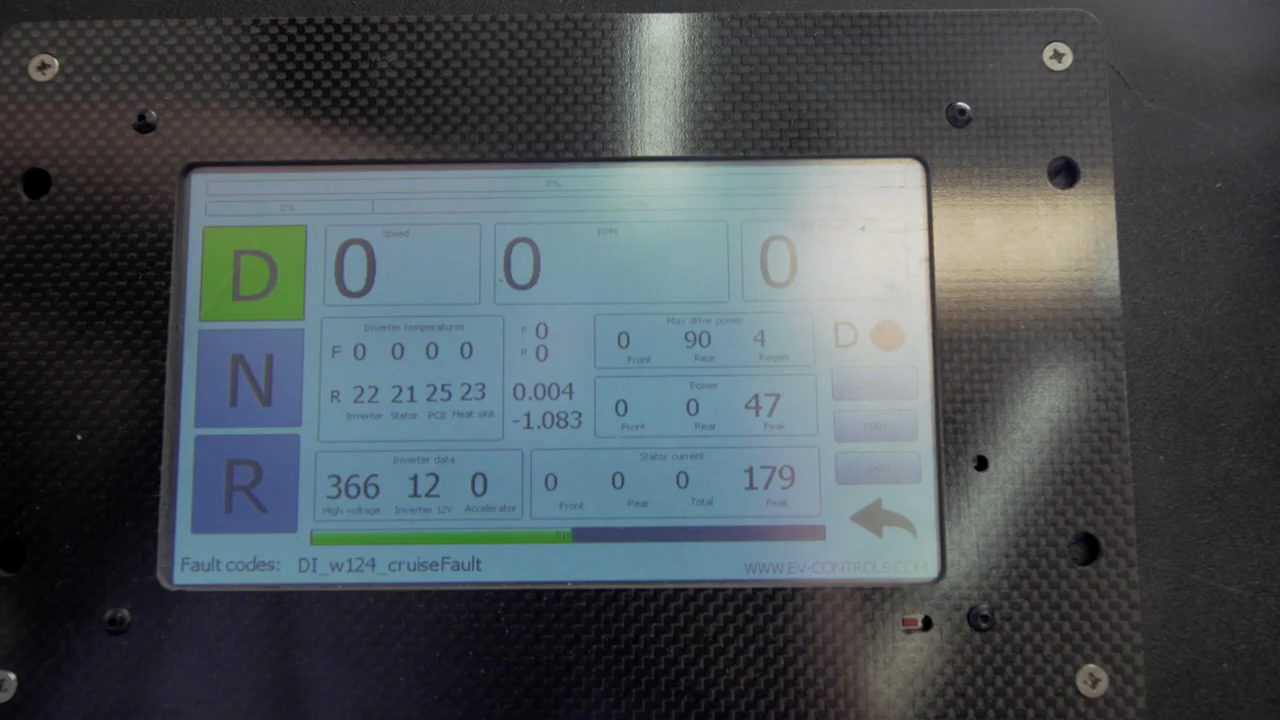 0%
0%
D
Speed
0
RPM
0
0
N
Inverter temperatures
F 0 0 0 0
R 22 21 25 23
Inverter Stator PCB Heat sink
F 0
R 0
0.004
-1.083
Max drive power
0 90 4
Front Rear Regen
Power
0 0 47
Front Rear Peak
D
R
Inverter data
366 12 0
High voltage Inverter 12V Accelerator
Stator current
0 0 0 179
Front Rear Total Peak
51%
Fault codes: DI_w124_cruiseFault
WWW.EV-CONTROLS.COM